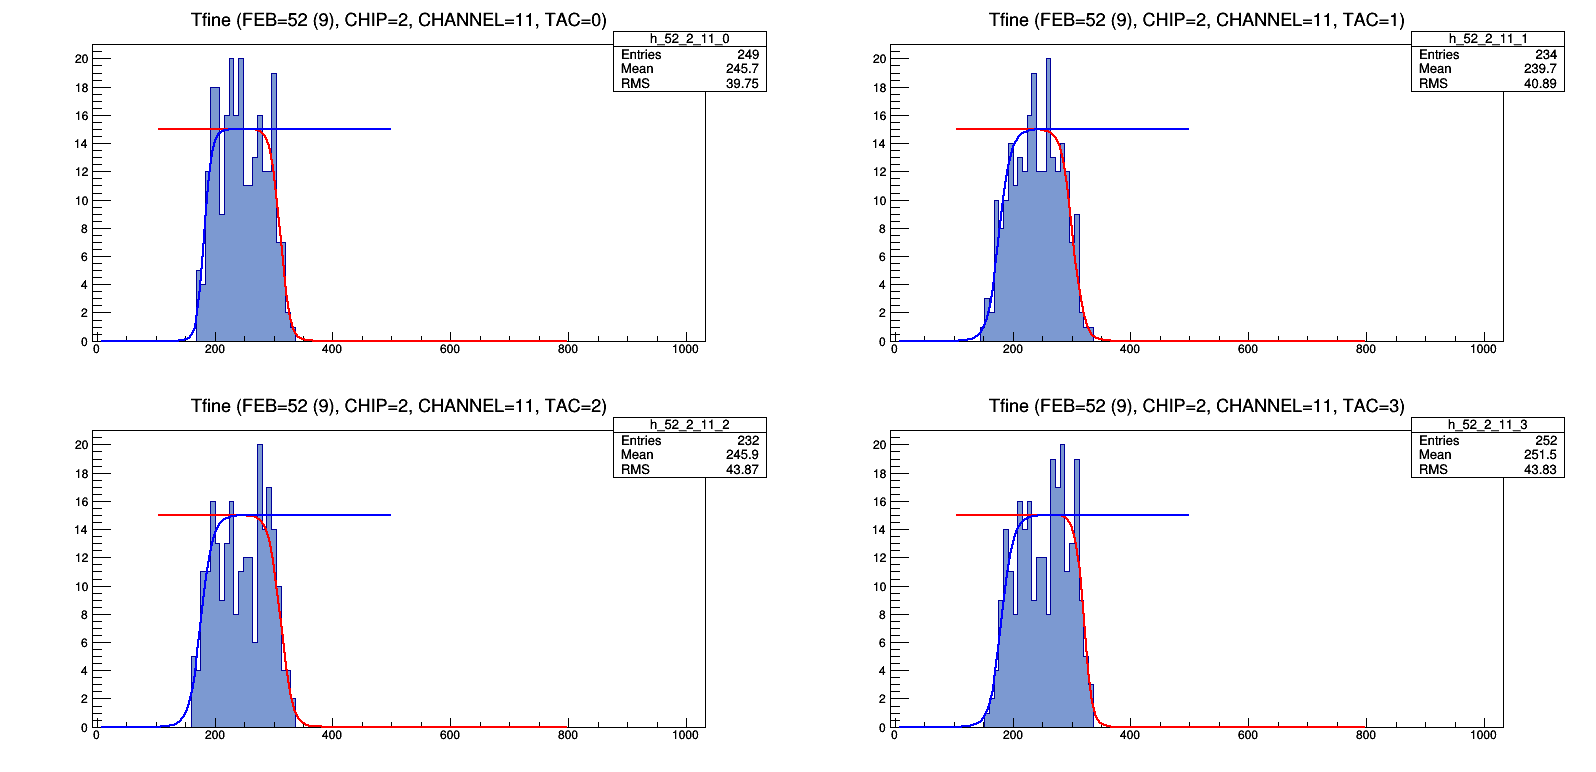 Tfine (FEB=52 (9), CHIP=2, CHANNEL=11, TAC=0)
h_52_2_11_0
Entries 249
Mean 245.7
RMS 39.75
20
18
16
14
12
10
8
6
4
2
0
0 200 400 600 800 1000
Tfine (FEB=52 (9), CHIP=2, CHANNEL=11, TAC=1)
h_52_2_11_1
Entries 234
Mean 239.7
RMS 40.89
20
18
16
14
12
10
8
6
4
2
0
0 200 400 600 800 1000
Tfine (FEB=52 (9), CHIP=2, CHANNEL=11, TAC=2)
h_52_2_11_2
Entries 232
Mean 245.9
RMS 43.87
20
18
16
14
12
10
8
6
4
2
0
0 200 400 600 800 1000
Tfine (FEB=52 (9), CHIP=2, CHANNEL=11, TAC=3)
h_52_2_11_3
Entries 252
Mean 251.5
RMS 43.83
20
18
16
14
12
10
8
6
4
2
0
0 200 400 600 800 1000